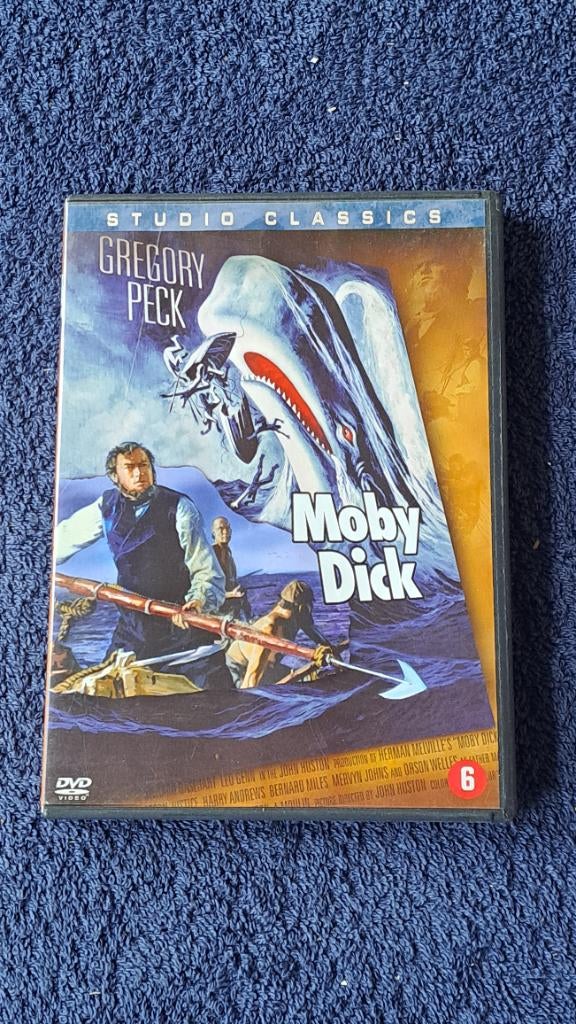 STUDIO CLASSICS
GREGORY
PECK
Moby
Dick
LEO GENN IN THE JOHN HUSTON PRODUCTION OF HERMAN MELVILLE'S "MOBY DICK
HARRY ANDREWS BERNARD MILES MERVYN JOHNS AND ORSON WELLES
PICTURE DIRECTED BY JOHN HUSTON
DVD
VIDEO
6